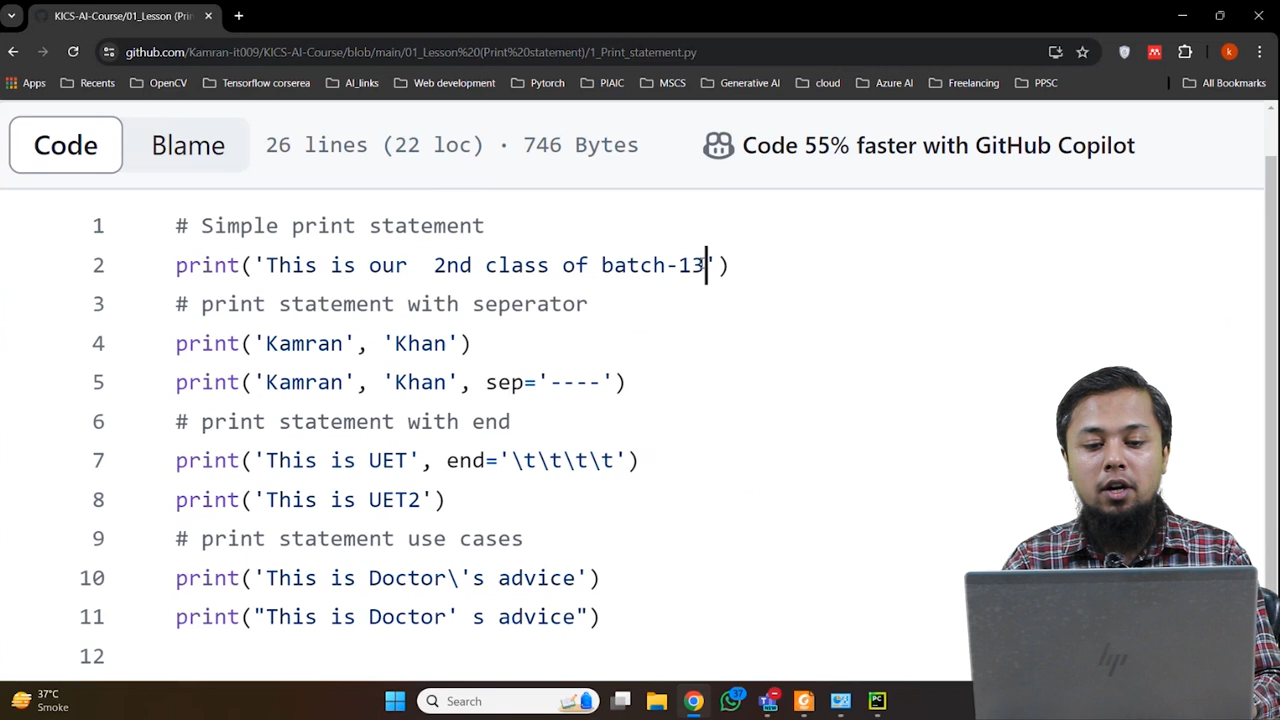 KICS-AI-Course/01_Lesson (Prin
github.com/Kamran-it009/KICS-AI-Course/blob/main/01_Lesson%20(Print%20statement)/1_Print_statement.py
k
Apps Recents OpenCV Tensorflow corsera AI_links Web development Pytorch PIAIC MSCS Generative AI cloud Azure AI Freelancing PPSC All Bookmarks
Code Blame 26 lines (22 loc) · 746 Bytes Code 55% faster with GitHub Copilot
1 # Simple print statement
2 print('This is our  2nd class of batch-13')
3 # print statement with seperator
4 print('Kamran', 'Khan')
5 print('Kamran', 'Khan', sep='----')
6 # print statement with end
7 print('This is UET', end='\t\t\t\t')
8 print('This is UET2')
9 # print statement use cases
10 print('This is Doctor\'s advice')
11 print("This is Doctor' s advice")
12
37°C
Smoke
Search
37
hp